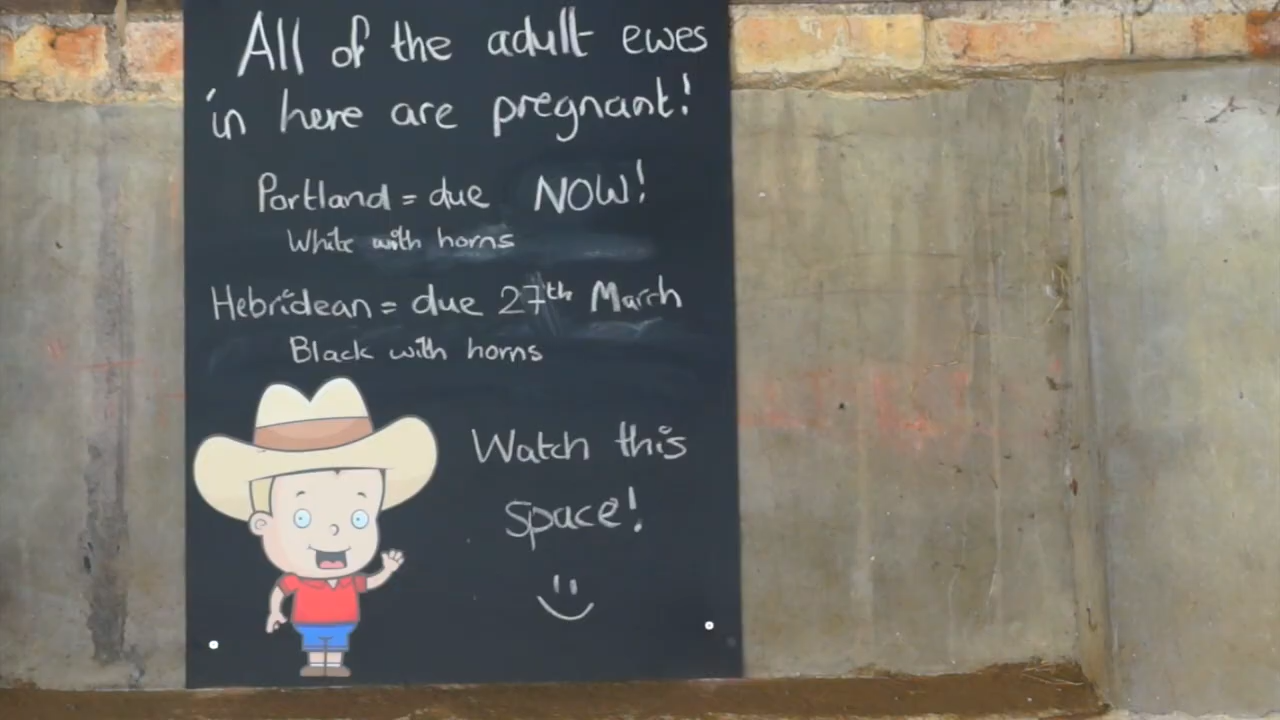 All of the adult ewes
in here are pregnant!
Portland = due NOW!
White with horns
Hebridean = due 27th March
Black with horns
Watch this
space!